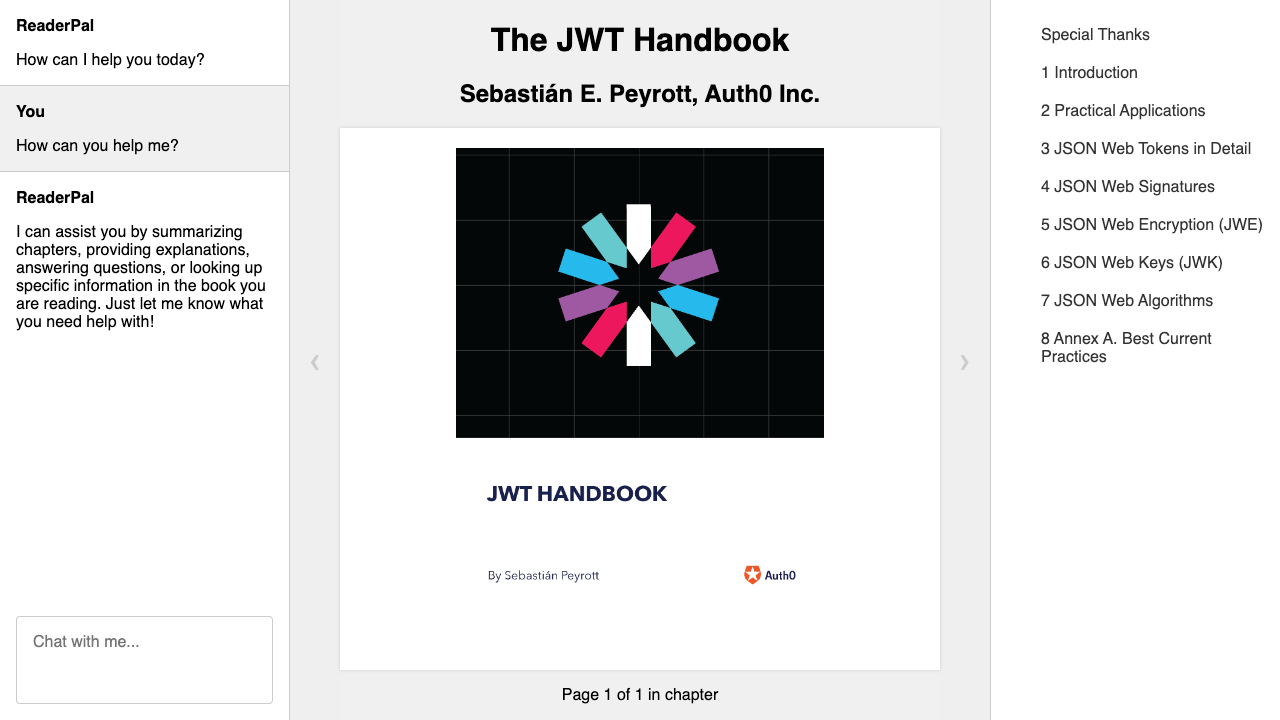 ReaderPal
How can I help you today?
You
How can you help me?
ReaderPal
I can assist you by summarizing
chapters, providing explanations,
answering questions, or looking up
specific information in the book you
are reading. Just let me know what
you need help with!
Chat with me...
The JWT Handbook
Sebastián E. Peyrott, Auth0 Inc.
JWT HANDBOOK
By Sebastián Peyrott
Auth0
Page 1 of 1 in chapter
Special Thanks
1 Introduction
2 Practical Applications
3 JSON Web Tokens in Detail
4 JSON Web Signatures
5 JSON Web Encryption (JWE)
6 JSON Web Keys (JWK)
7 JSON Web Algorithms
8 Annex A. Best Current
Practices